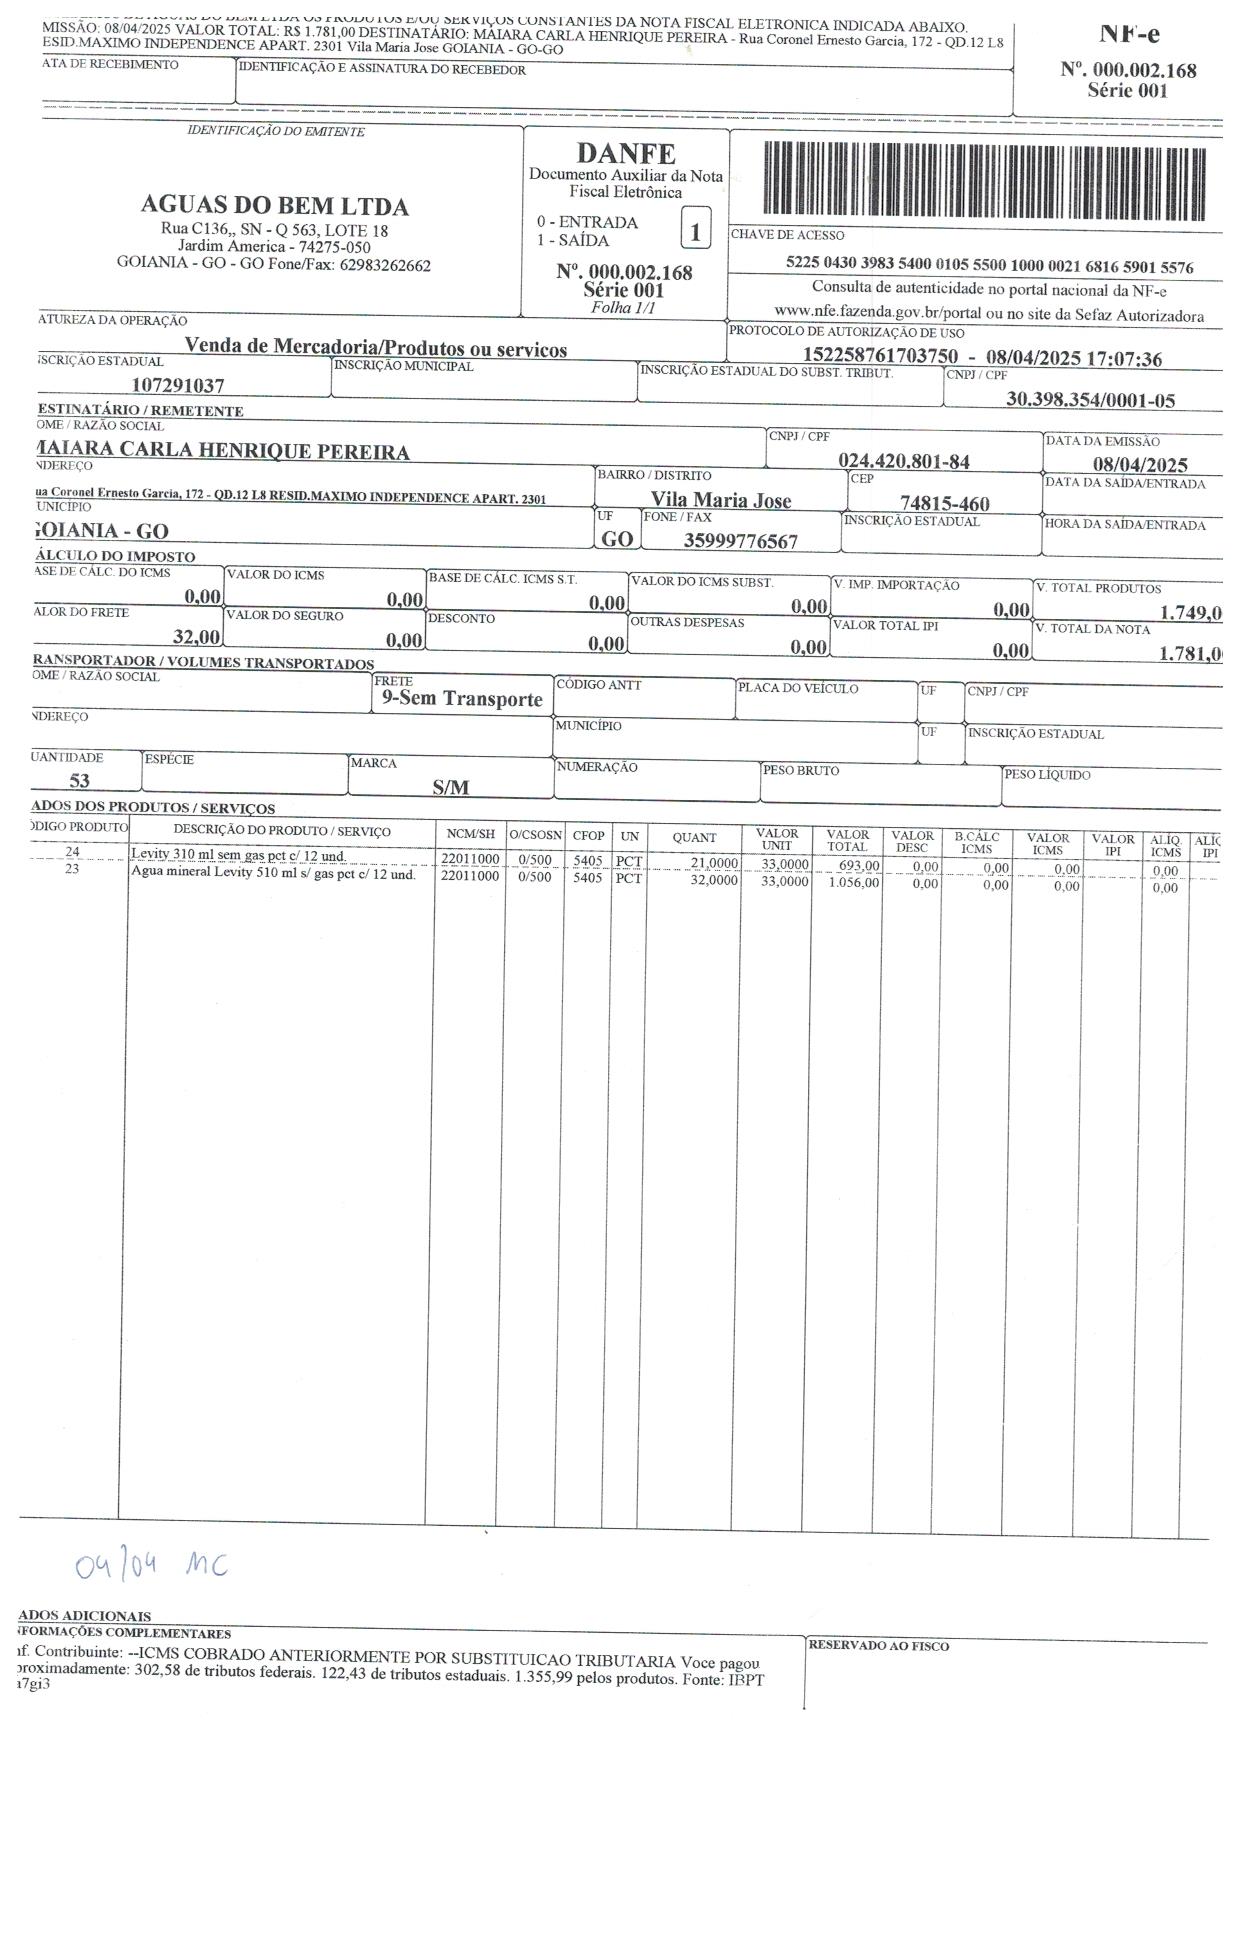 DE AGUAS DO BEM LTDA OS PRODUTOS E/OU SERVIÇOS CONSTANTES DA NOTA FISCAL ELETRONICA INDICADA ABAIXO.
MISSÃO: 08/04/2025 VALOR TOTAL: R$ 1.781,00 DESTINATÁRIO: MAIARA CARLA HENRIQUE PEREIRA - Rua Coronel Ernesto Garcia, 172 - QD.12 L8
ESID.MAXIMO INDEPENDENCE APART. 2301 Vila Maria Jose GOIANIA - GO-GO
NF-e
Nº. 000.002.168
Série 001
ATA DE RECEBIMENTO
IDENTIFICAÇÃO E ASSINATURA DO RECEBEDOR
IDENTIFICAÇÃO DO EMITENTE
AGUAS DO BEM LTDA
Rua C136,, SN - Q 563, LOTE 18
Jardim America - 74275-050
GOIANIA - GO - GO Fone/Fax: 62983262662
DANFE
Documento Auxiliar da Nota
Fiscal Eletrônica
0 - ENTRADA
1 - SAÍDA
1
Nº. 000.002.168
Série 001
Folha 1/1
CHAVE DE ACESSO
5225 0430 3983 5400 0105 5500 1000 0021 6816 5901 5576
Consulta de autenticidade no portal nacional da NF-e
www.nfe.fazenda.gov.br/portal ou no site da Sefaz Autorizadora
ATUREZA DA OPERAÇÃO
Venda de Mercadoria/Produtos ou servicos
PROTOCOLO DE AUTORIZAÇÃO DE USO
152258761703750 - 08/04/2025 17:07:36
ISCRIÇÃO ESTADUAL
107291037
INSCRIÇÃO MUNICIPAL
INSCRIÇÃO ESTADUAL DO SUBST. TRIBUT.
CNPJ / CPF
30.398.354/0001-05
ESTINATÁRIO / REMETENTE
OME / RAZÃO SOCIAL
MAIARA CARLA HENRIQUE PEREIRA
CNPJ / CPF
024.420.801-84
DATA DA EMISSÃO
08/04/2025
NDEREÇO
ua Coronel Ernesto Garcia, 172 - QD.12 L8 RESID.MAXIMO INDEPENDENCE APART. 2301
BAIRRO / DISTRITO
Vila Maria Jose
CEP
74815-460
DATA DA SAÍDA/ENTRADA
UNICIPIO
GOIANIA - GO
UF
GO
FONE / FAX
35999776567
INSCRIÇÃO ESTADUAL
HORA DA SAÍDA/ENTRADA
ÁLCULO DO IMPOSTO
ASE DE CÁLC. DO ICMS
0,00
VALOR DO ICMS
0,00
BASE DE CÁLC. ICMS S.T.
0,00
VALOR DO ICMS SUBST.
0,00
V. IMP. IMPORTAÇÃO
0,00
V. TOTAL PRODUTOS
1.749,0
ALOR DO FRETE
32,00
VALOR DO SEGURO
0,00
DESCONTO
0,00
OUTRAS DESPESAS
0,00
VALOR TOTAL IPI
0,00
V. TOTAL DA NOTA
1.781,0
RANSPORTADOR / VOLUMES TRANSPORTADOS
OME / RAZÃO SOCIAL
FRETE
9-Sem Transporte
CÓDIGO ANTT
PLACA DO VEÍCULO
UF
CNPJ / CPF
NDEREÇO
MUNICÍPIO
UF
INSCRIÇÃO ESTADUAL
UANTIDADE
53
ESPÉCIE
MARCA
S/M
NUMERAÇÃO
PESO BRUTO
PESO LÍQUIDO
ADOS DOS PRODUTOS / SERVIÇOS
ÓDIGO PRODUTO DESCRIÇÃO DO PRODUTO / SERVIÇO NCM/SH O/CSOSN CFOP UN QUANT VALOR UNIT VALOR TOTAL VALOR DESC B.CÁLC ICMS VALOR ICMS VALOR IPI ALÍQ. ICMS ALÍQ IPI
24 Levity 310 ml sem gas pct c/ 12 und. 22011000 0/500 5405 PCT 21,0000 33,0000 693,00 0,00 0,00 0,00 0,00
23 Agua mineral Levity 510 ml s/ gas pct c/ 12 und. 22011000 0/500 5405 PCT 32,0000 33,0000 1.056,00 0,00 0,00 0,00 0,00
04/04 MC
ADOS ADICIONAIS
NFORMAÇÕES COMPLEMENTARES
nf. Contribuinte: --ICMS COBRADO ANTERIORMENTE POR SUBSTITUICAO TRIBUTARIA Voce pagou
proximadamente: 302,58 de tributos federais. 122,43 de tributos estaduais. 1.355,99 pelos produtos. Fonte: IBPT
a7gi3
RESERVADO AO FISCO